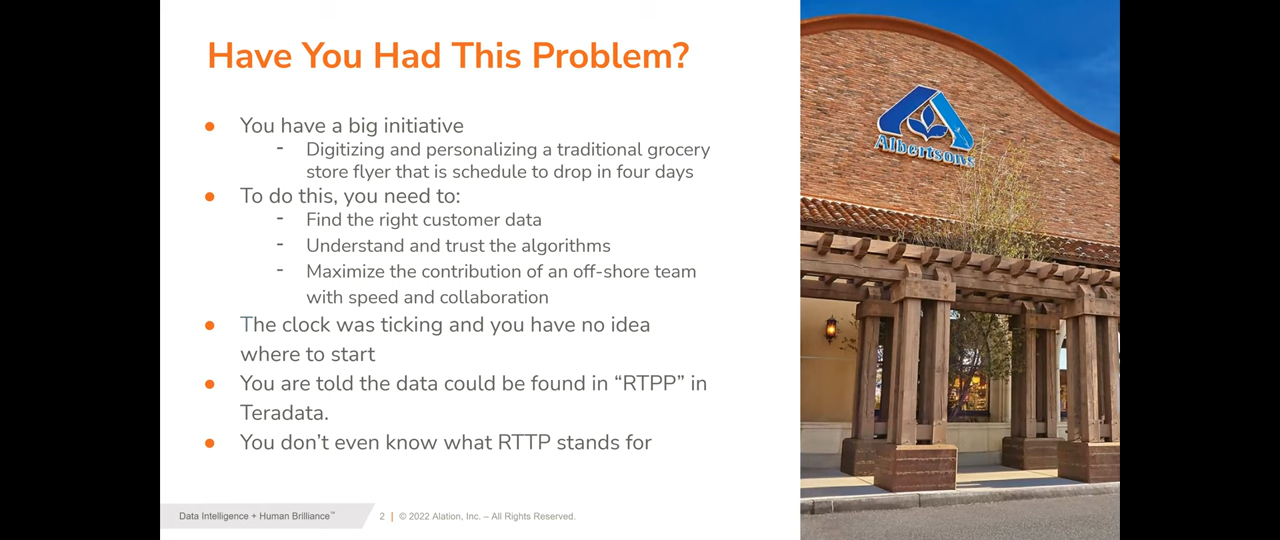 Have You Had This Problem?
● You have a big initiative
- Digitizing and personalizing a traditional grocery
store flyer that is schedule to drop in four days
● To do this, you need to:
- Find the right customer data
- Understand and trust the algorithms
- Maximize the contribution of an off-shore team
with speed and collaboration
● The clock was ticking and you have no idea
where to start
● You are told the data could be found in “RTPP” in
Teradata.
● You don’t even know what RTTP stands for
Data Intelligence + Human Brilliance™
2 | © 2022 Alation, Inc. – All Rights Reserved.
Albertsons